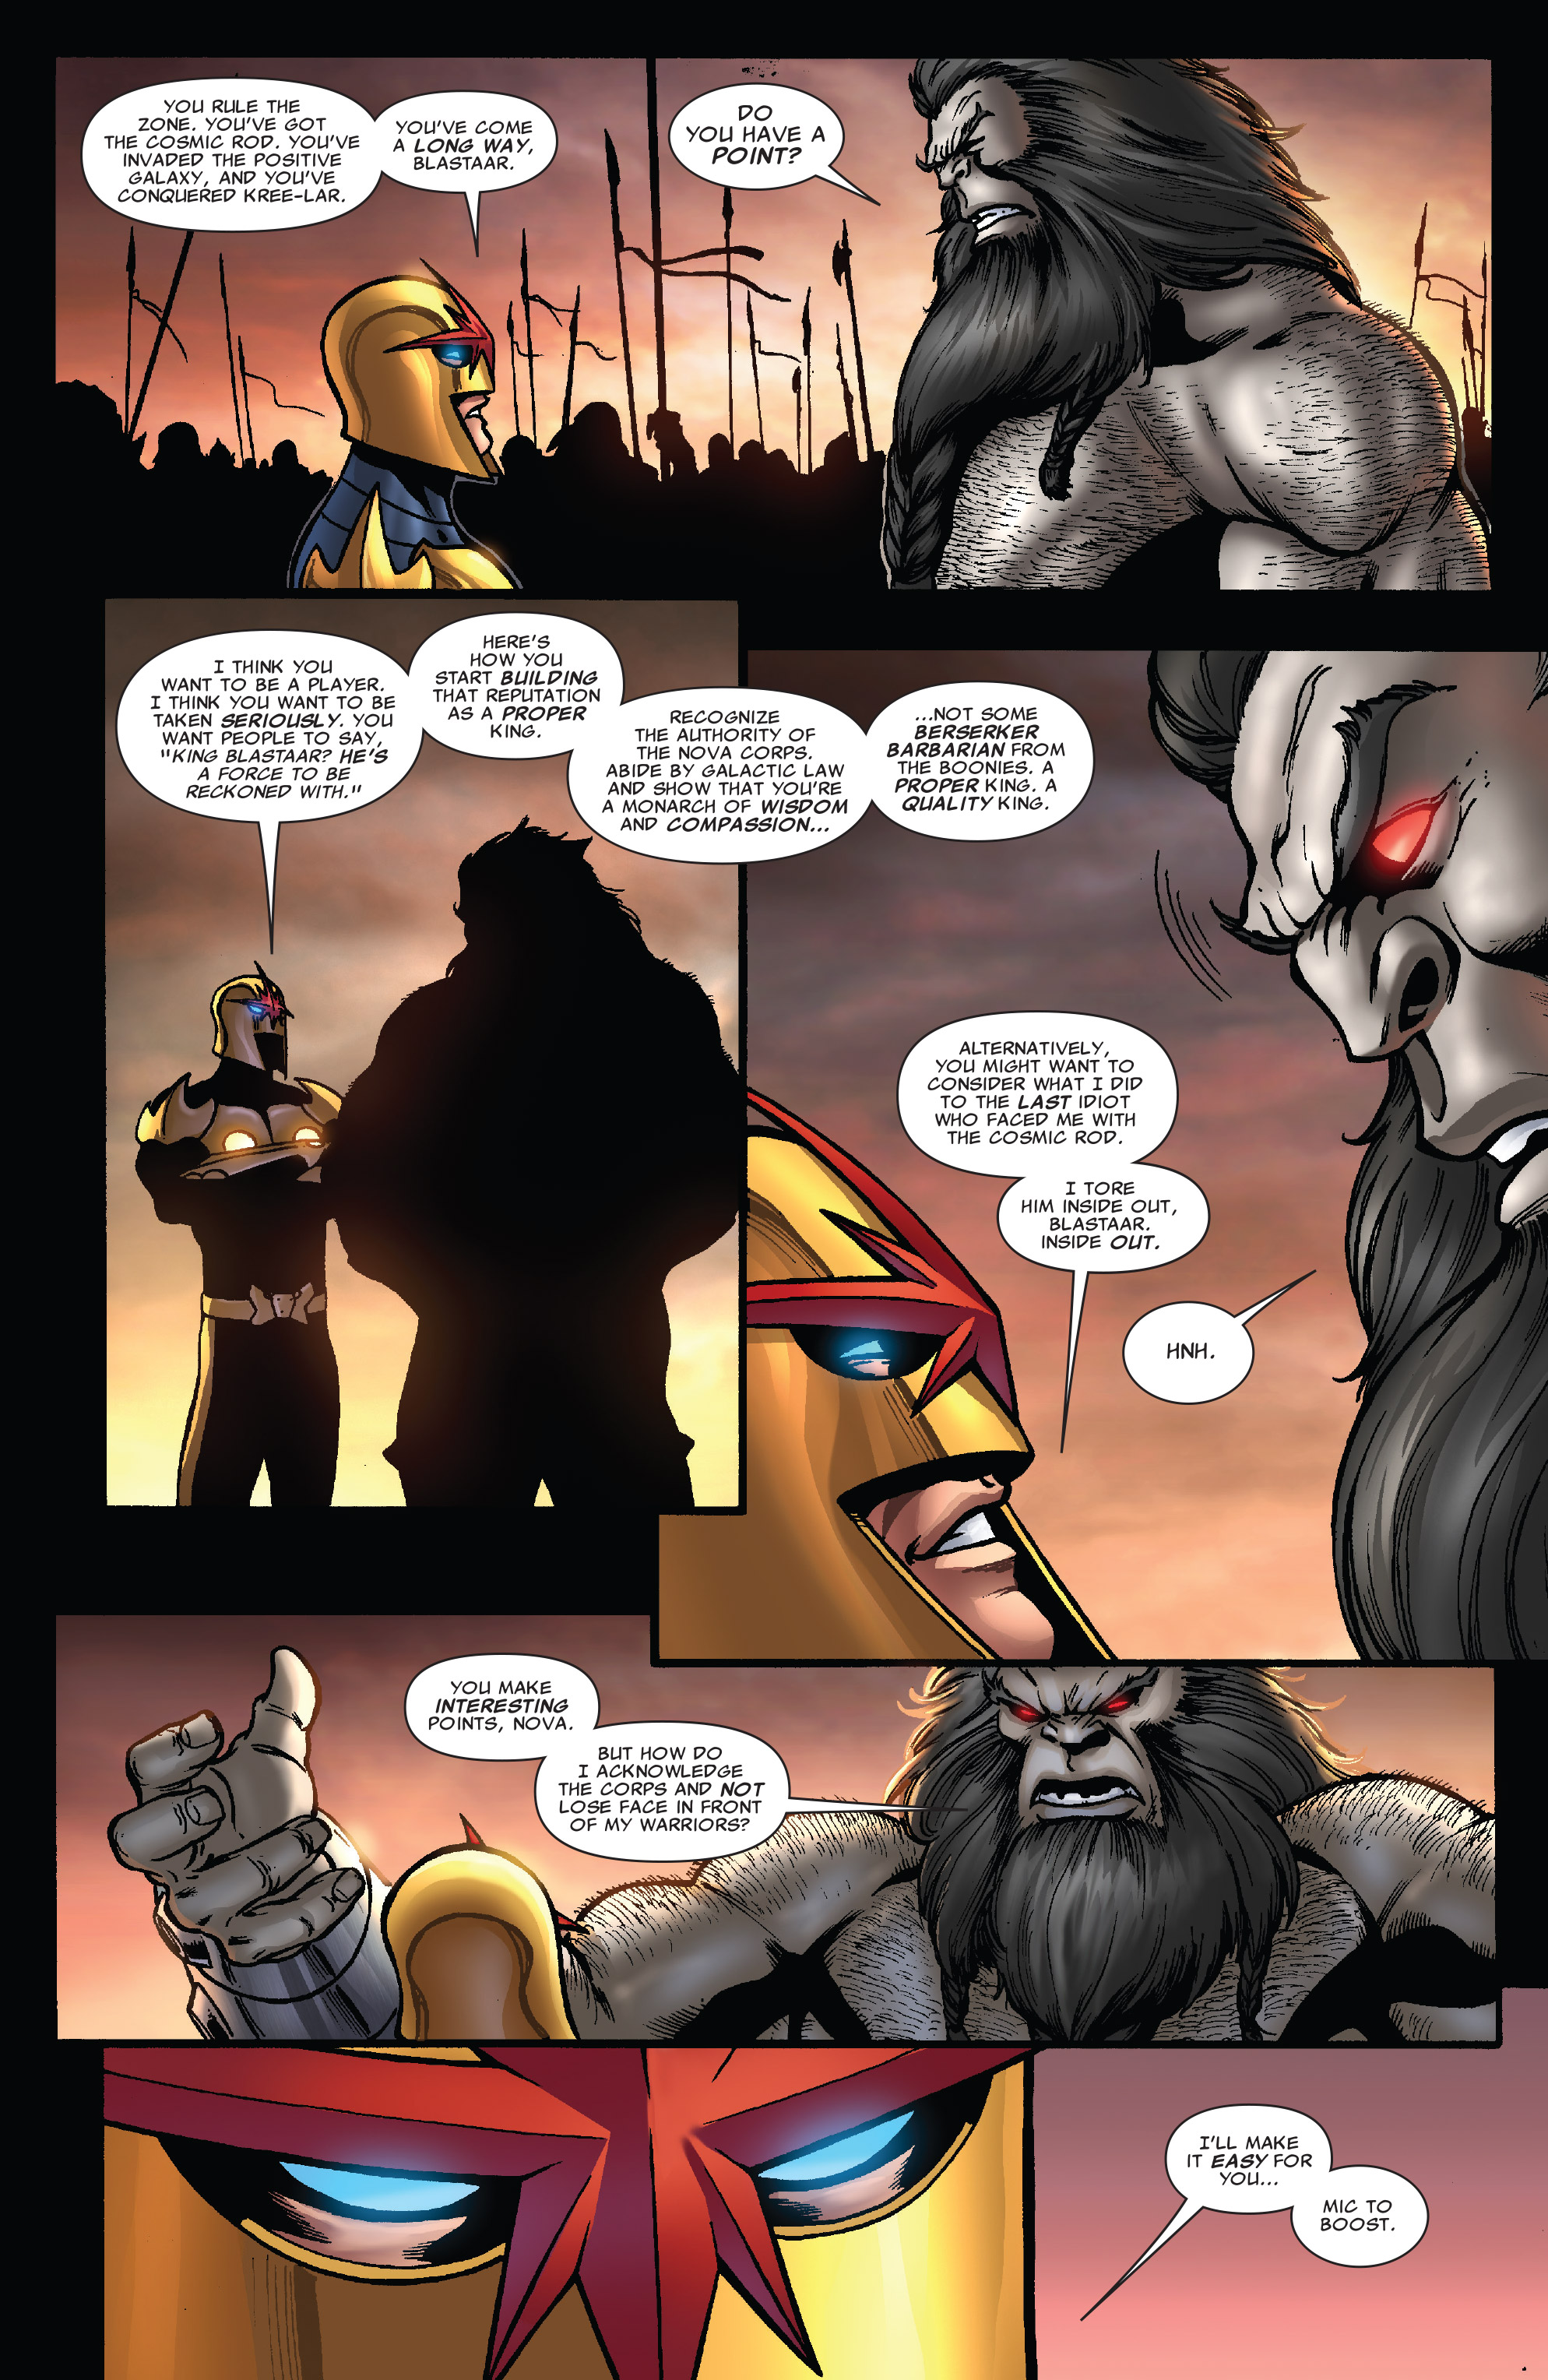 YOU RULE THE
ZONE. YOU'VE GOT
THE COSMIC ROD. YOU'VE
INVADED THE POSITIVE
GALAXY, AND YOU'VE
CONQUERED KREE-LAR.
YOU'VE COME
A LONG WAY,
BLASTAAR.
DO
YOU HAVE A
POINT?
I THINK YOU
WANT TO BE A PLAYER.
I THINK YOU WANT TO BE
TAKEN SERIOUSLY. YOU
WANT PEOPLE TO SAY,
"KING BLASTAAR? HE'S
A FORCE TO BE
RECKONED WITH."
HERE'S
HOW YOU
START BUILDING
THAT REPUTATION
AS A PROPER
KING.
RECOGNIZE
THE AUTHORITY OF
THE NOVA CORPS.
ABIDE BY GALACTIC LAW
AND SHOW THAT YOU'RE
A MONARCH OF WISDOM
AND COMPASSION...
...NOT SOME
BERSERKER
BARBARIAN FROM
THE BOONIES. A
PROPER KING. A
QUALITY KING.
ALTERNATIVELY,
YOU MIGHT WANT TO
CONSIDER WHAT I DID
TO THE LAST IDIOT
WHO FACED ME WITH
THE COSMIC ROD.
I TORE
HIM INSIDE OUT,
BLASTAAR.
INSIDE OUT.
HNH.
YOU MAKE
INTERESTING
POINTS, NOVA.
BUT HOW DO
I ACKNOWLEDGE
THE CORPS AND NOT
LOSE FACE IN FRONT
OF MY WARRIORS?
I'LL MAKE
IT EASY FOR
YOU...
MIC TO
BOOST.